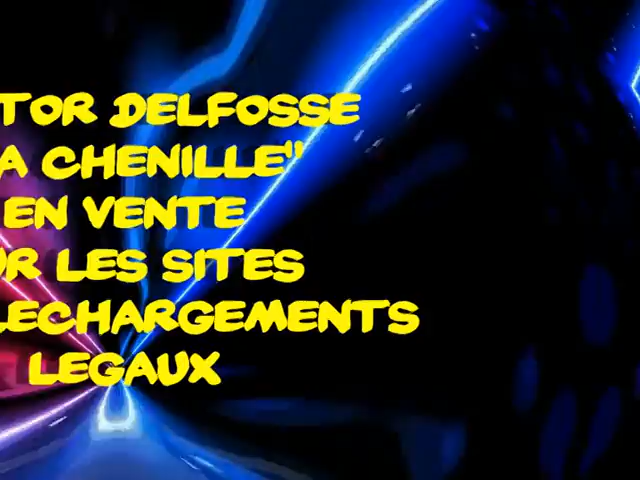 TOR DELFOSSE
A CHENILLE"
EN VENTE
R LES SITES
LECHARGEMENTS
LEGAUX